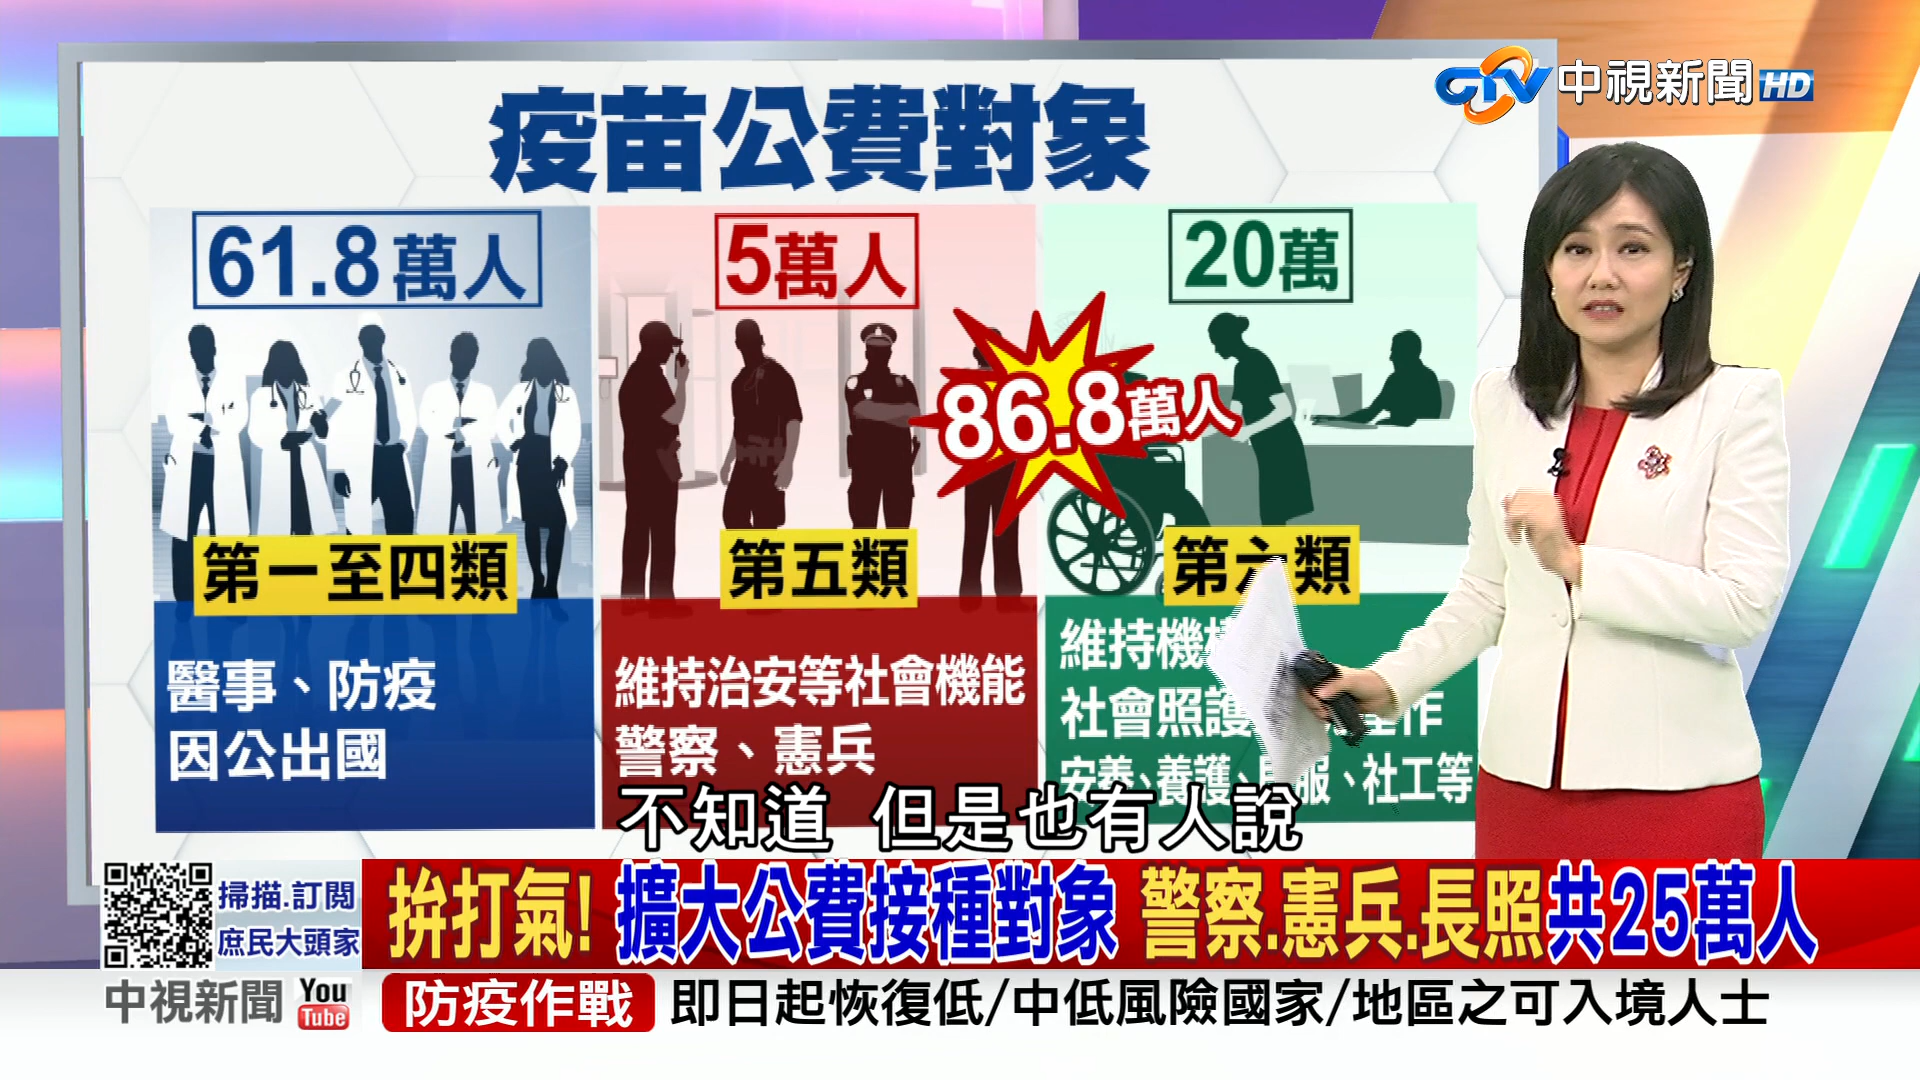 疫苗公費對象
CTV中視新聞HD
61.8萬人
5萬人
20萬
86.8萬人
第一至四類
第五類
第六類
醫事、防疫
因公出國
維持治安等社會機能
警察、憲兵
維持機
社會照護
作
安養、養護、
服、社工等
不知道 但是也有人說
掃描.訂閱
庶民大頭家
拚打氣! 擴大公費接種對象 警察.憲兵.長照共25萬人
中視新聞 YouTube
防疫作戰 即日起恢復低/中低風險國家/地區之可入境人士